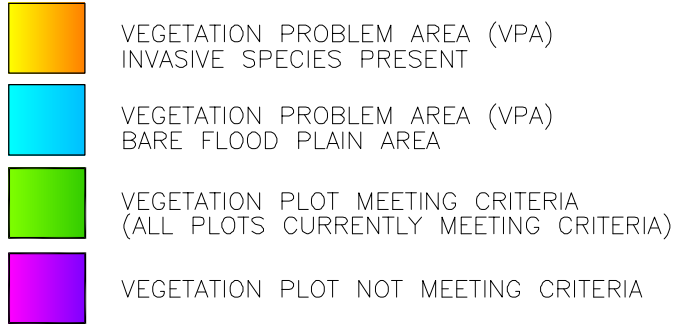 VEGETATION PROBLEM AREA (VPA)
INVASIVE SPECIES PRESENT
VEGETATION PROBLEM AREA (VPA)
BARE FLOOD PLAIN AREA
VEGETATION PLOT MEETING CRITERIA
(ALL PLOTS CURRENTLY MEETING CRITERIA)
VEGETATION PLOT NOT MEETING CRITERIA